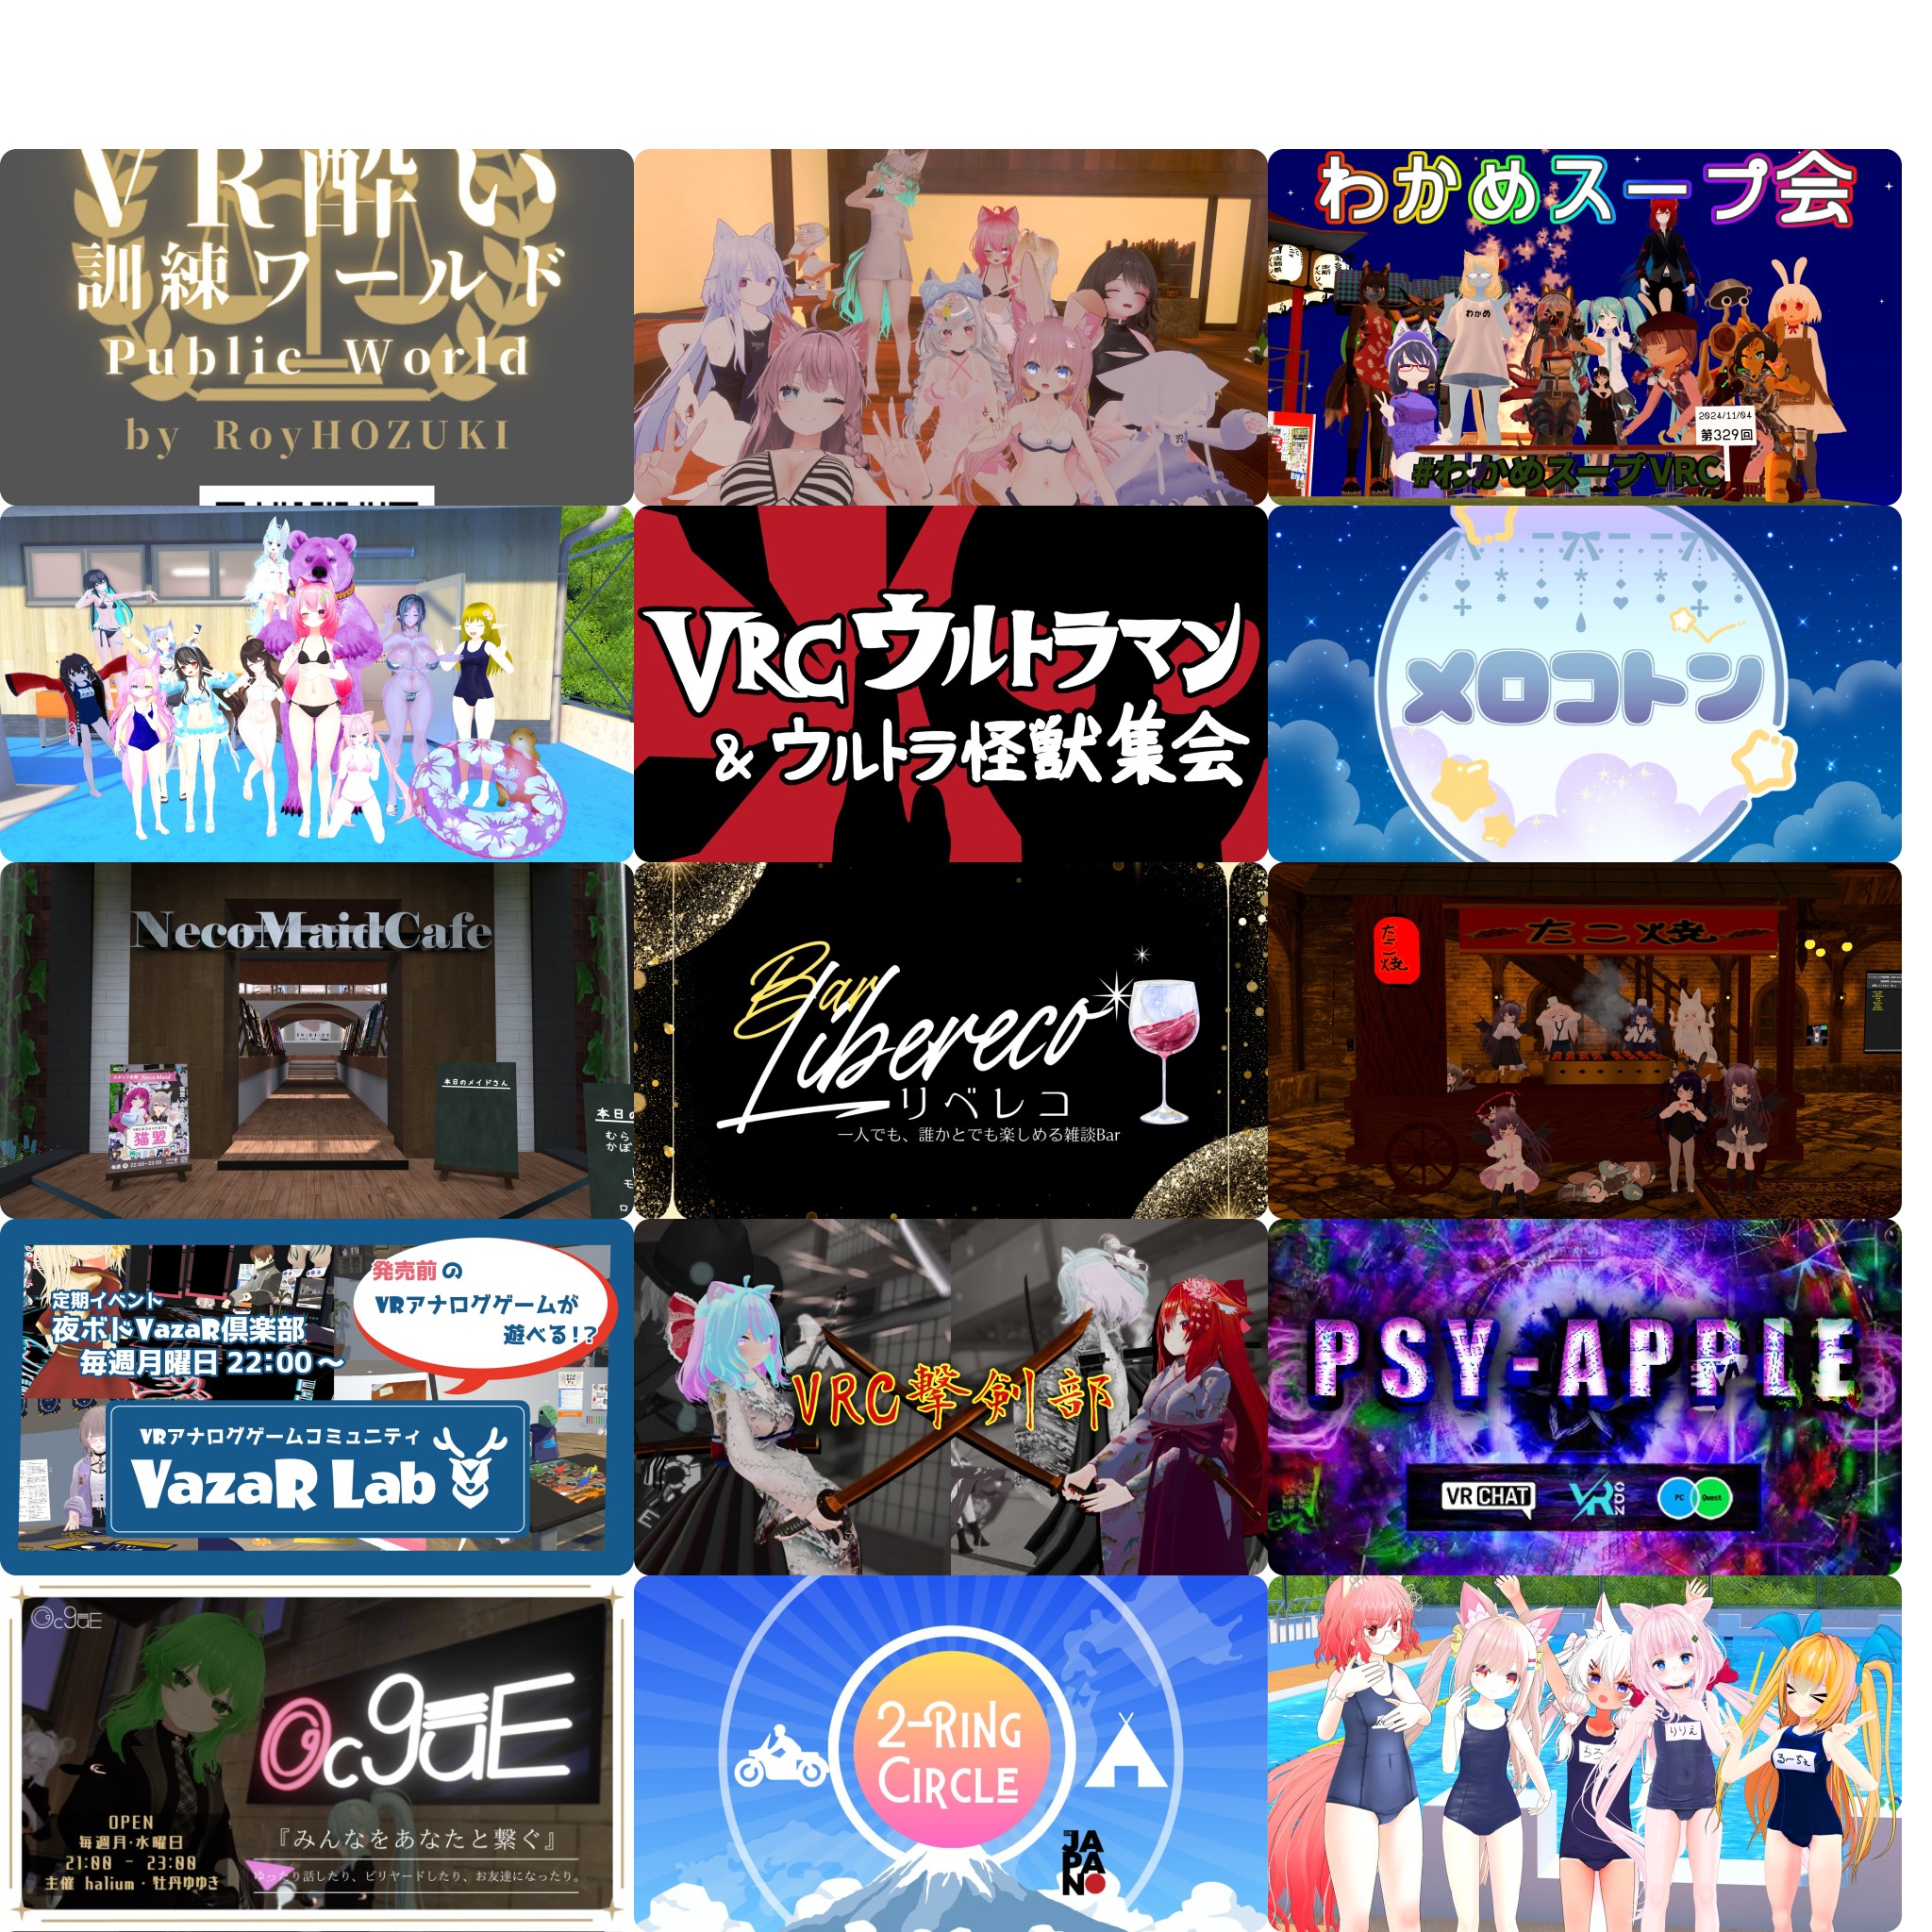 VR酔い
訓練ワールド
Public World
by RoyHOZUKI
わかめスープ会
わかめ
2024/11/04
第329回
#わかめスープVRC
VRCウルトラマン
&ウルトラ怪獣集会
メロコトン
NecoMaidCafe
猫盟
本日のメイドさん
本日の
むら
かぼ
モ
ロ
Bar
Libereco
リベレコ
一人でも、誰かとでも楽しめる雑談Bar
たこ焼
たこ焼
定期イベント
夜ボドVazaR倶楽部
毎週月曜日 22:00～
発売前の
VRアナログゲームが
遊べる!?
VRアナログゲームコミュニティ
VazaR Lab
VRC撃剣部
PSY-APPLE
VRCHAT
VR
PC
Quest
OcguE
OcguE
OPEN
毎週月・水曜日
21:00 - 23:00
主催 halium・牡丹ゆゆき
『みんなをあなたと繋ぐ』
ゆったり話したり、ビリヤードしたり、お友達になったり。
2-RING
CIRCLE
JA
PA
N
りりえ
るーちぇ